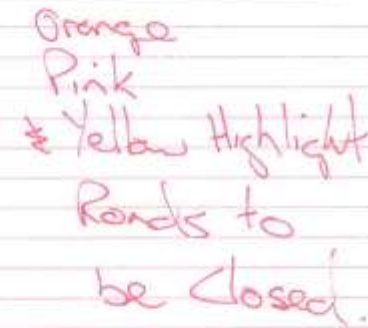 Orange
Pink
& Yellow Highlight
Roads to
be Closed.